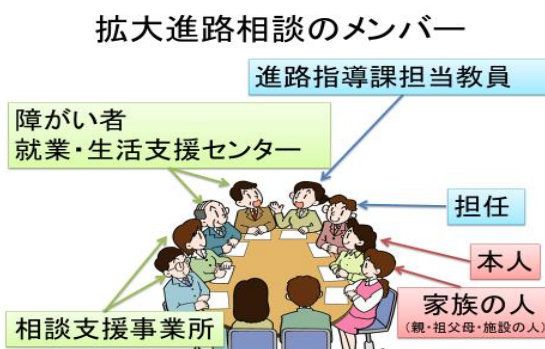 拡大進路相談のメンバー
進路指導課担当教員
障がい者
就業・生活支援センター
担任
本人
家族の人
(親・祖父母・施設の人)
相談支援事業所